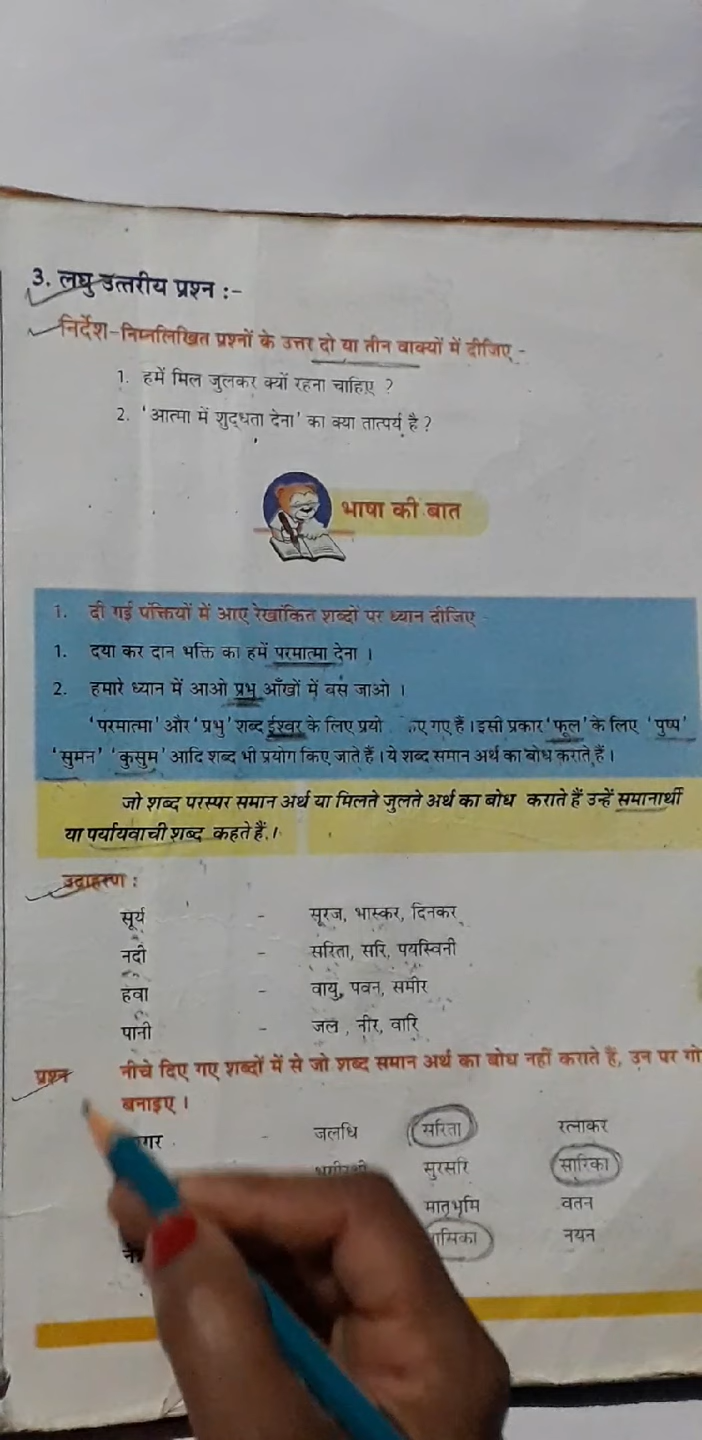 3. लघु उत्तरीय प्रश्न :-
निर्देश-निम्नलिखित प्रश्नों के उत्तर दो या तीन वाक्यों में दीजिए -
1. हमें मिल जुलकर क्यों रहना चाहिए ?
2. 'आत्मा में शुद्धता देना' का क्या तात्पर्य है ?
भाषा की बात
1. दी गई पंक्तियों में आए रेखांकित शब्दों पर ध्यान दीजिए -
1. दया कर दान भक्ति का हमें परमात्मा देना ।
2. हमारे ध्यान में आओ प्रभु आँखों में बस जाओ ।
'परमात्मा' और 'प्रभु' शब्द ईश्वर के लिए गए हैं । इसी प्रकार 'फूल' के लिए 'पुष्प'
'सुमन' 'कुसुम' आदि शब्द भी प्रयोग किए जाते हैं । ये शब्द समान अर्थ का बोध कराते हैं ।
जो शब्द परस्पर समान अर्थ या मिलते जुलते अर्थ का बोध कराते हैं उन्हें समानार्थी
या पर्यायवाची शब्द कहते हैं ।
उदाहरण :
सूर्य - सूरज, भास्कर, दिनकर
नदी - सरिता, सरि, पयस्विनी
हवा - वायु, पवन, समीर
पानी - जल , नीर, वारि
प्रश्न नीचे दिए गए शब्दों में से जो शब्द समान अर्थ का बोध नहीं कराते हैं, उन पर
बनाइए ।
- जलधि सरिता रत्नाकर
सुरसरि सारिका
मातृभूमि वतन
नयन